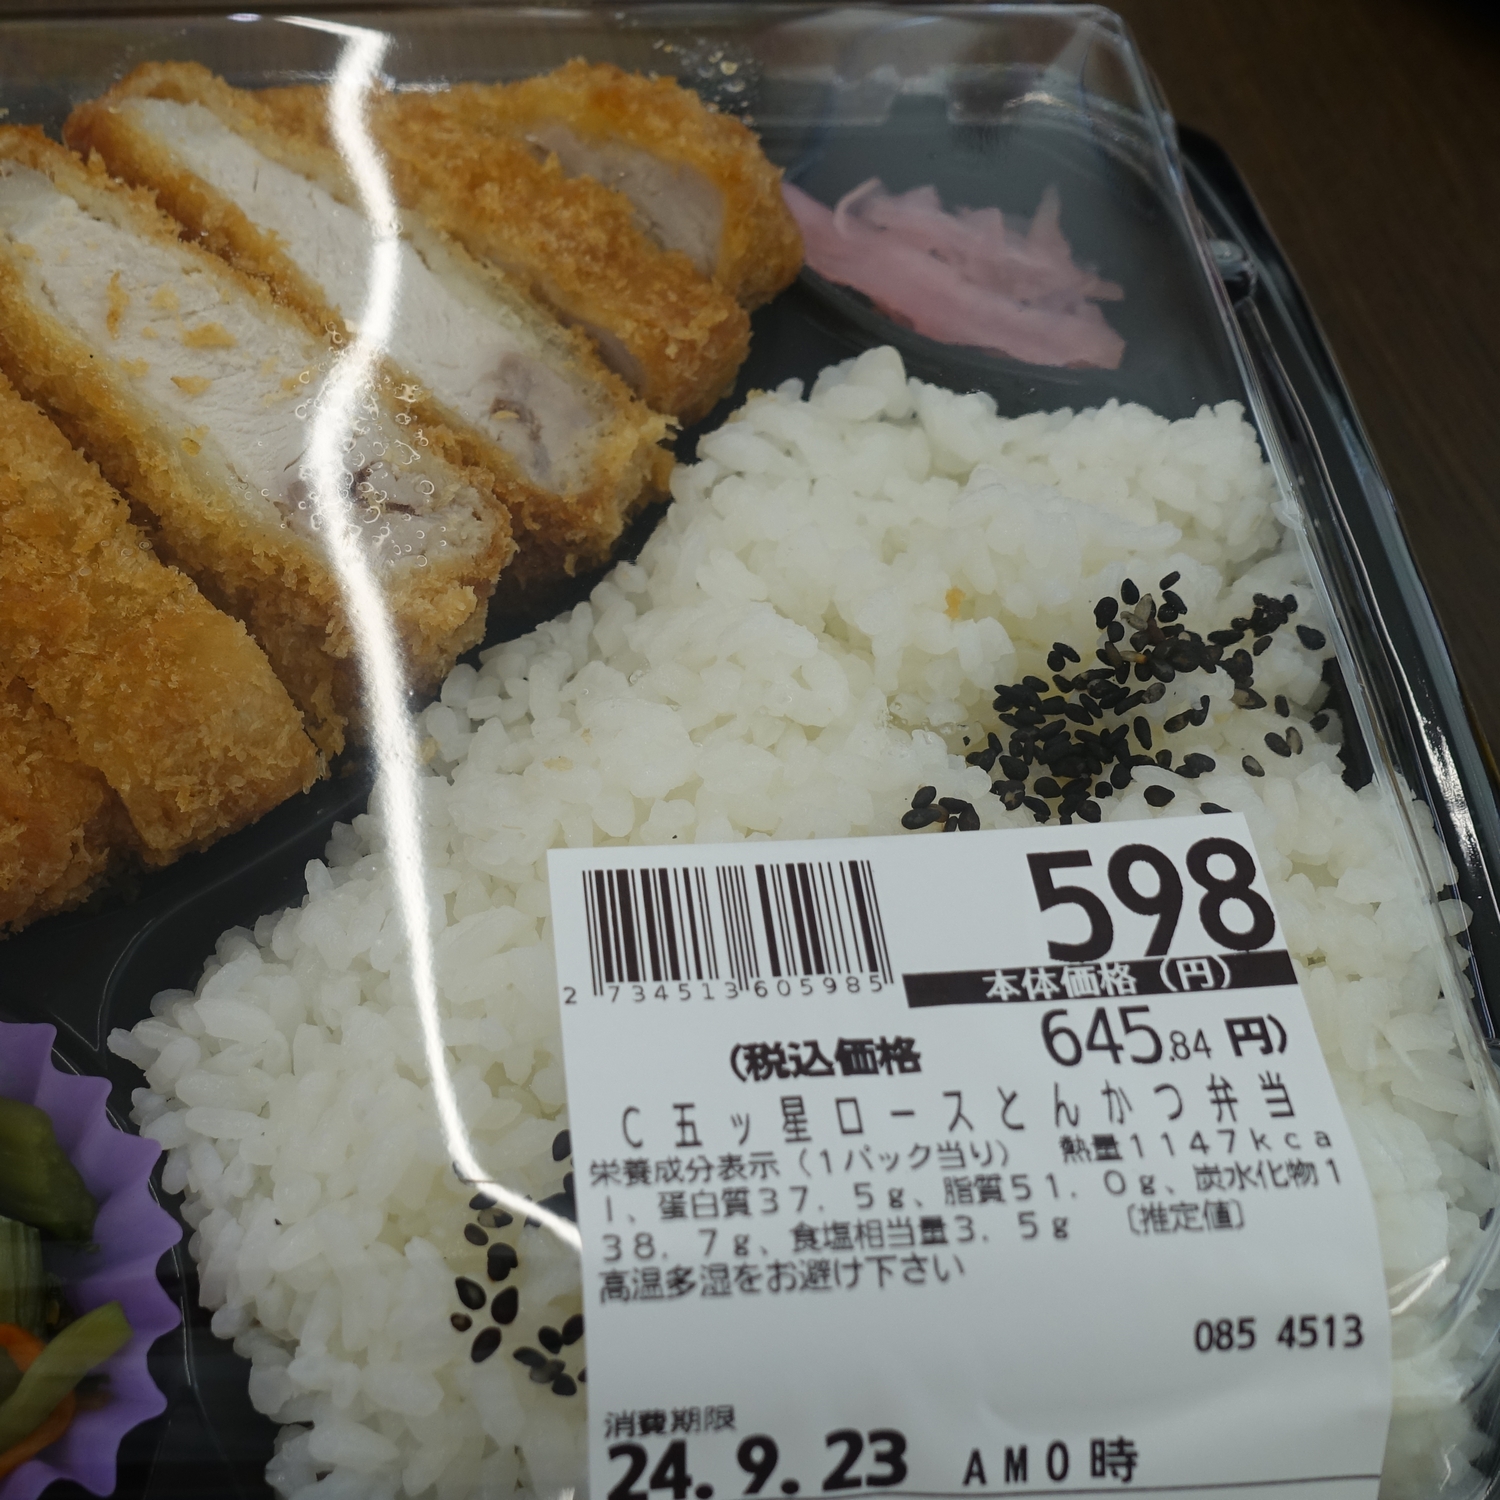 598
本体価格（円）
2 734513 605985
（税込価格 645.84 円）
C五ッ星ロースとんかつ弁当
栄養成分表示（1パック当り） 熱量1147kca
l、蛋白質37．5g、脂質51．0g、炭水化物1
38．7g、食塩相当量3．5g 〔推定値〕
高温多湿をお避け下さい
085 4513
消費期限
24. 9. 23 AM0時